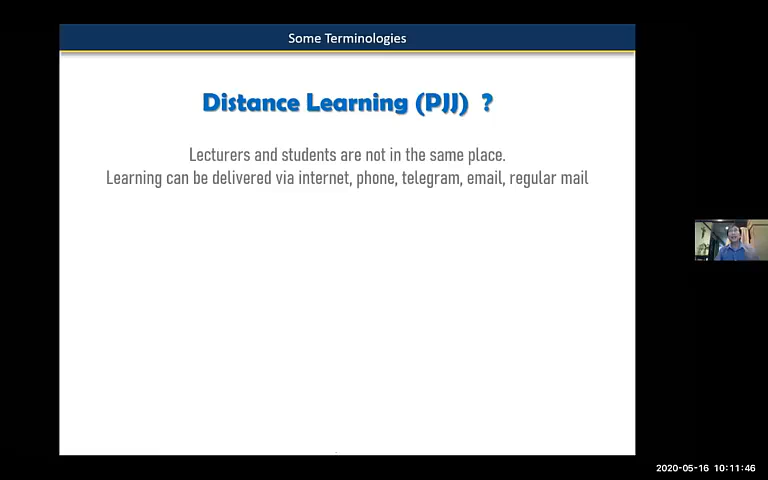 Some Terminologies
Distance Learning (PJJ) ?
Lecturers and students are not in the same place.
Learning can be delivered via internet, phone, telegram, email, regular mail
2020-05-16 10:11:46